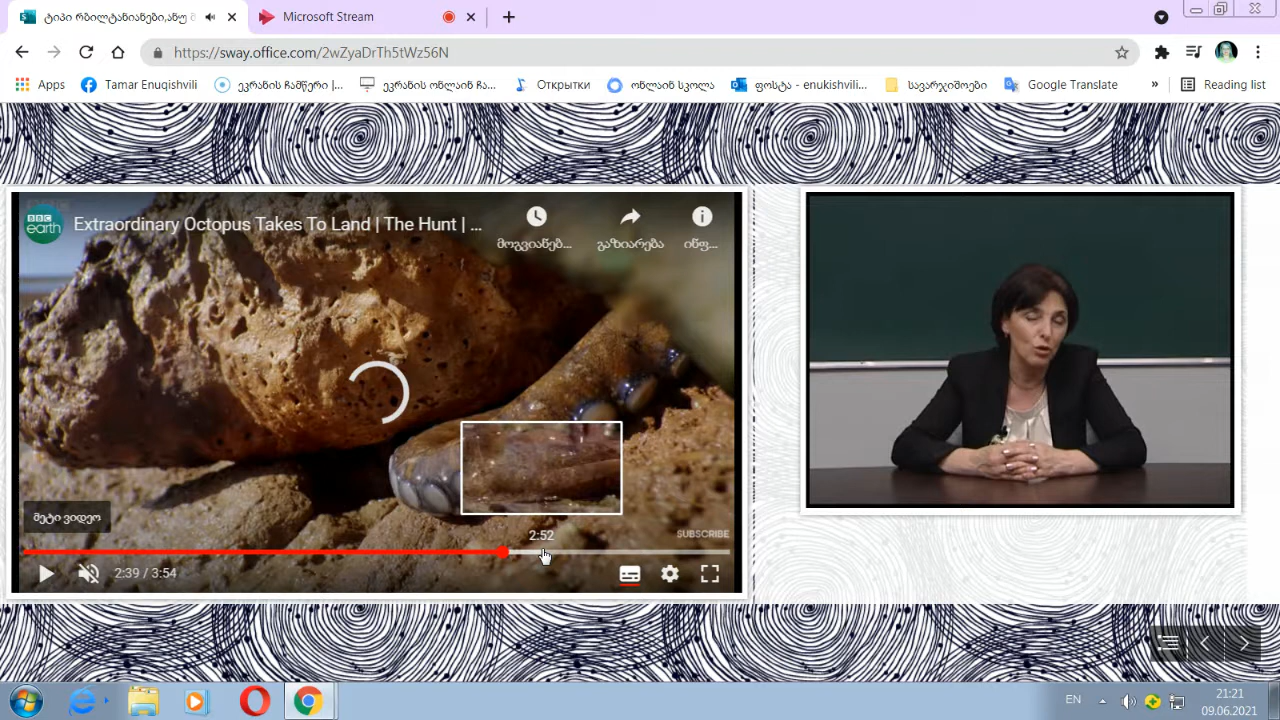 ტიპი რბილტანიანები,ანუ
Microsoft Stream
https://sway.office.com/2wZyaDrTh5tWz56N
Apps
Tamar Enuqishvili
ეკრანის ჩამწერი |...
ეკრანის ონლაინ ჩა...
Открытки
ონლაინ სკოლა
ფოსტა - enukishvili...
სავარჯიშოები
Google Translate
»
Reading list
BBC
earth
Extraordinary Octopus Takes To Land | The Hunt | ...
მოგვიანებ...
გაზიარება
ინფ...
მეტი ვიდეო
2:52
SUBSCRIBE
2:39 / 3:54
EN
21:21
09.06.2021